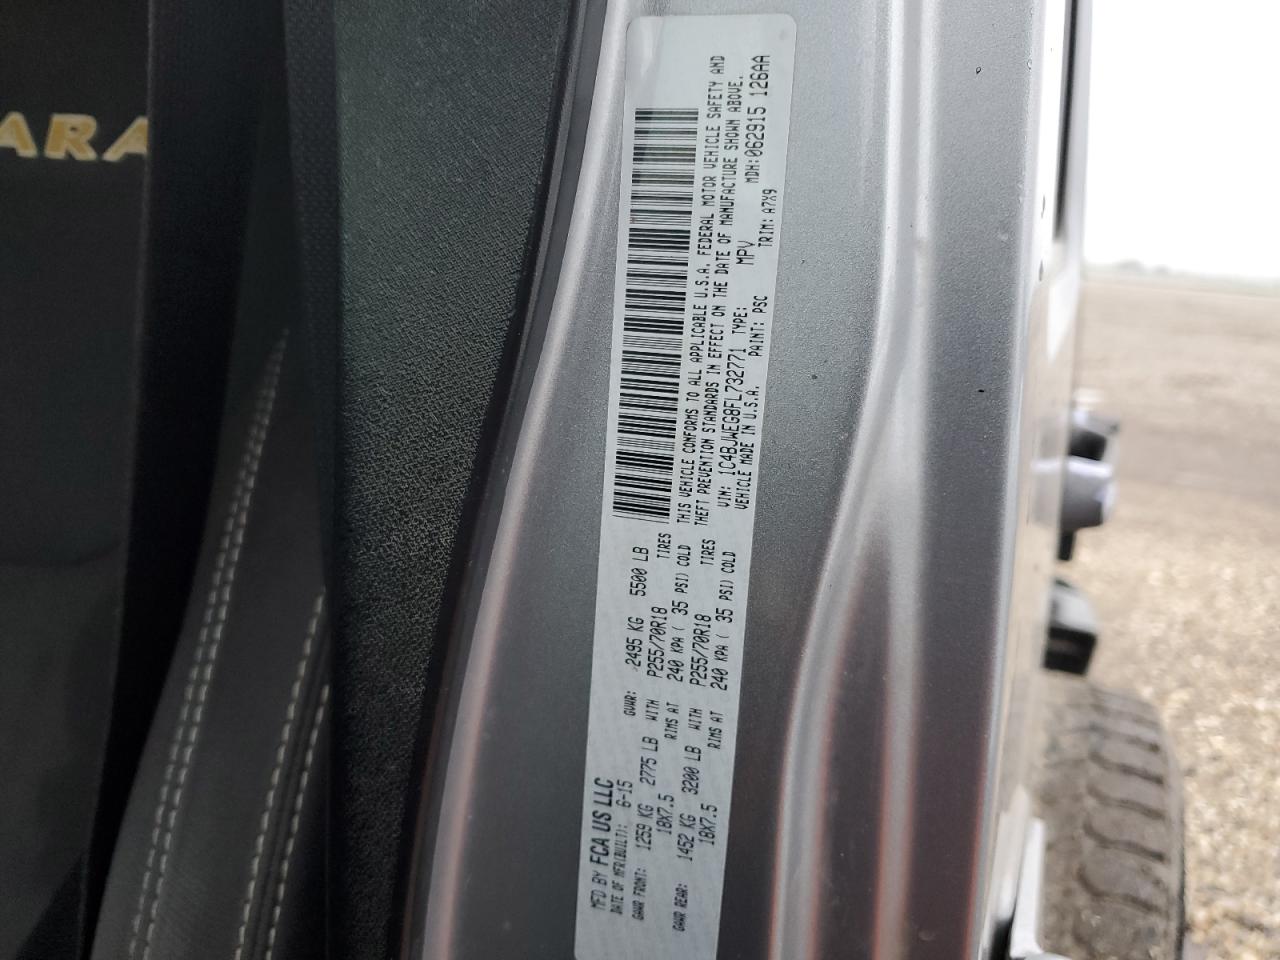 ARA
MFD BY FCA US LLC
DATE OF MFR(BUILT): 6-15
GVWR: 2495 KG 5500 LB
GAWR FRONT: 1259 KG 2775 LB WITH P255/70R18 TIRES
18X7.5 RIMS AT 240 KPA ( 35 PSI) COLD
GAWR REAR: 1452 KG 3200 LB WITH P255/70R18 TIRES
18X7.5 RIMS AT 240 KPA ( 35 PSI) COLD
THIS VEHICLE CONFORMS TO ALL APPLICABLE U.S.A. FEDERAL MOTOR VEHICLE SAFETY AND
THEFT PREVENTION STANDARDS IN EFFECT ON THE DATE OF MANUFACTURE SHOWN ABOVE.
VIN: 1C4BJWEG8FL732771 TYPE: MPV MDH:062915 126AA
VEHICLE MADE IN U.S.A. PAINT: PSC TRIM: A7X9